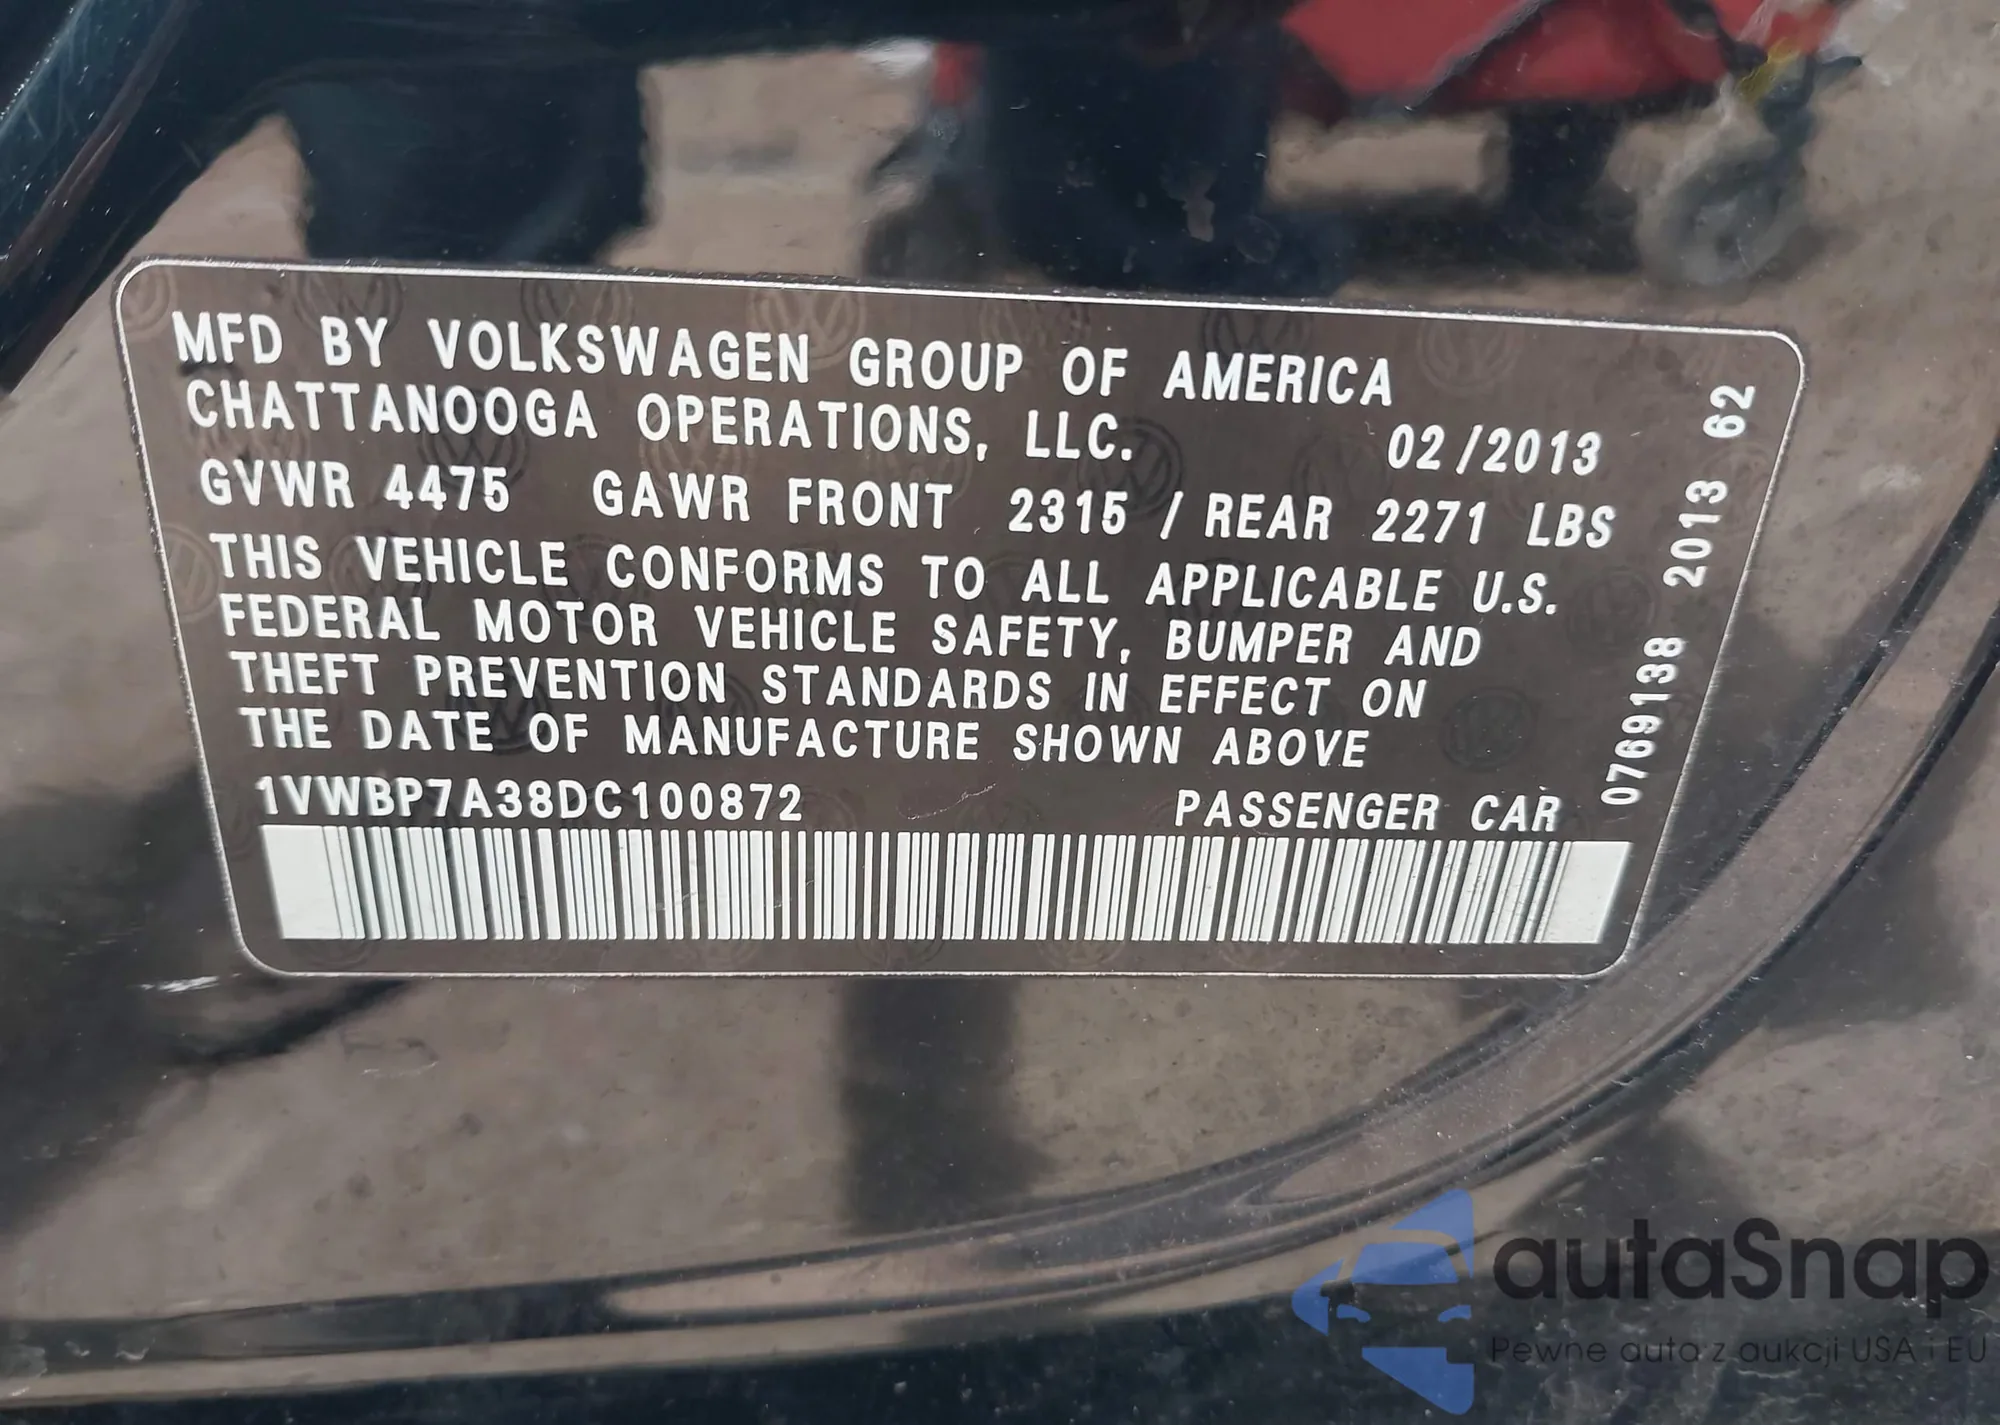 MFD BY VOLKSWAGEN GROUP OF AMERICA
CHATTANOOGA OPERATIONS, LLC. 02/2013
GVWR 4475 GAWR FRONT 2315 / REAR 2271 LBS
THIS VEHICLE CONFORMS TO ALL APPLICABLE U.S.
FEDERAL MOTOR VEHICLE SAFETY, BUMPER AND
THEFT PREVENTION STANDARDS IN EFFECT ON
THE DATE OF MANUFACTURE SHOWN ABOVE
1VWBP7A38DC100872 PASSENGER CAR
0769138 2013 62
autaSnap
Pewne auta z aukcji USA i EU